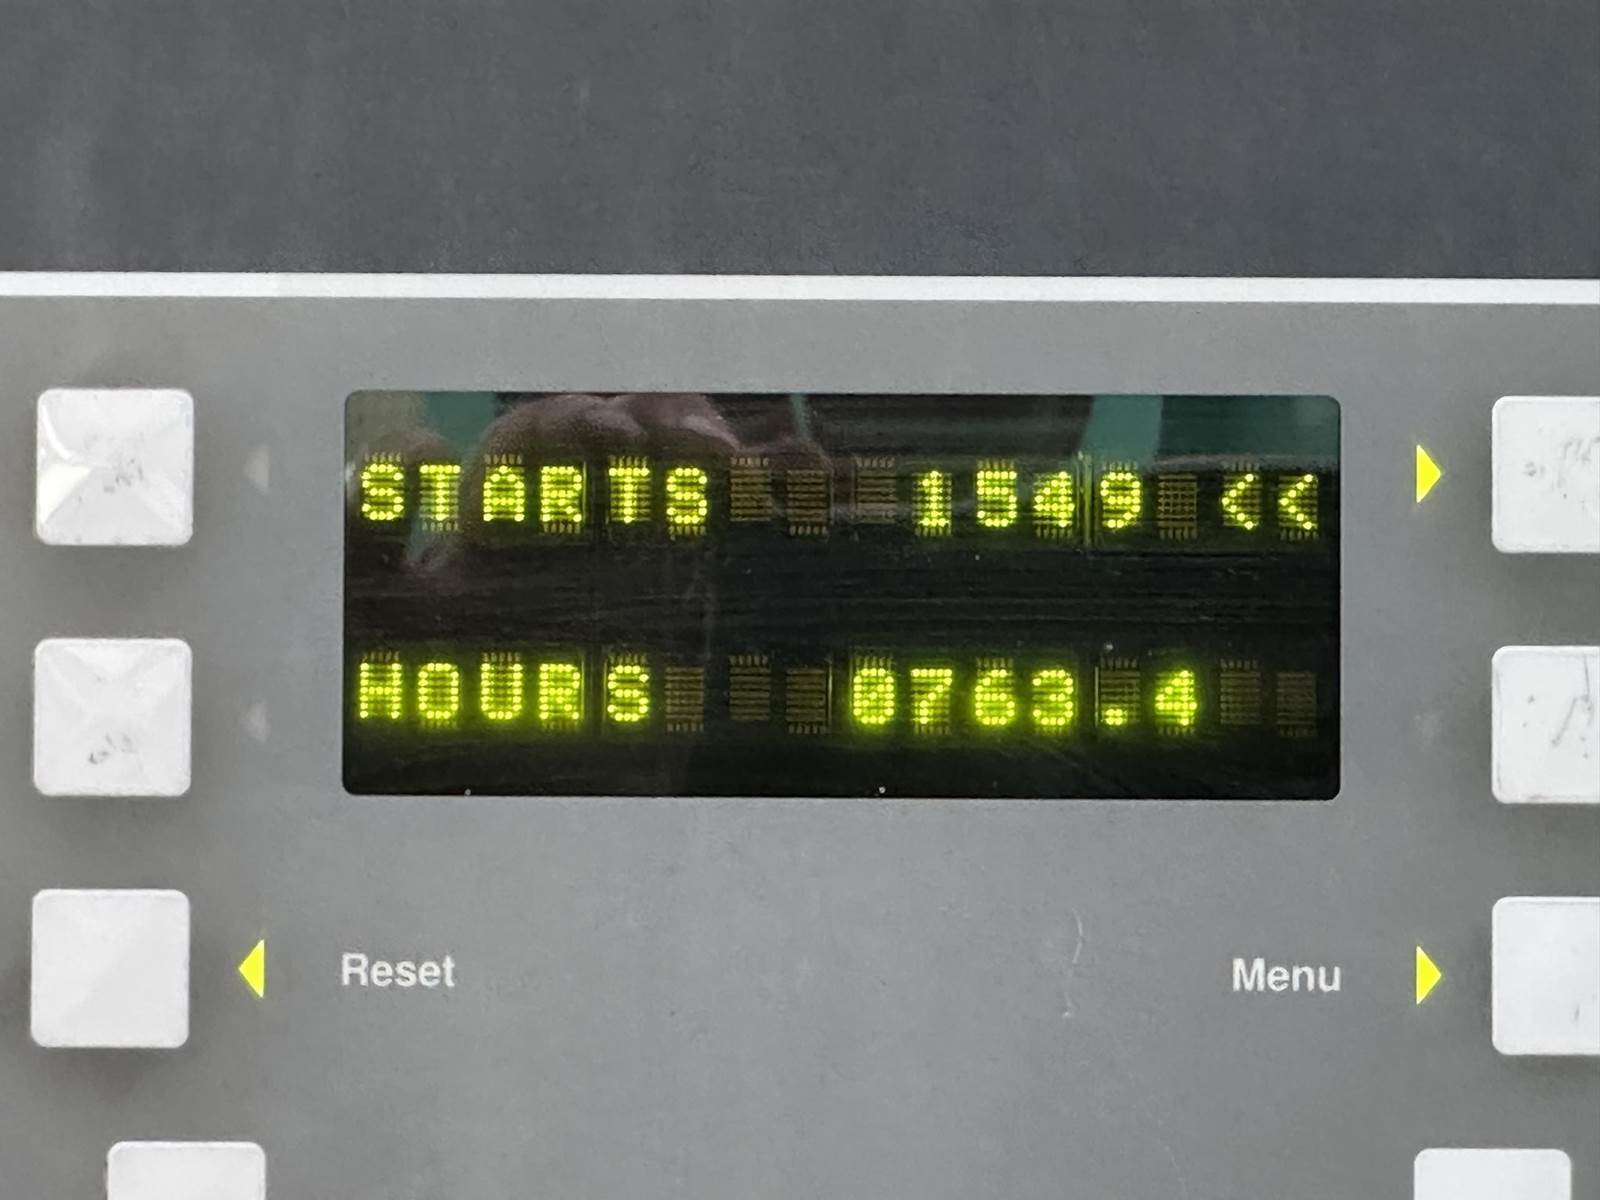 STARTS 1549 <<
HOURS 0763.4
Reset Menu